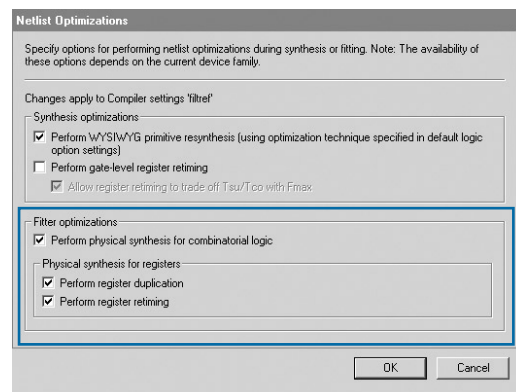 Netlist Optimizations
Specify options for performing netlist optimizations during synthesis or fitting. Note: The availability of
these options depends on the current device family.
Changes apply to Compiler settings 'filtref'
Synthesis optimizations
Perform WYSIWYG primitive resynthesis (using optimization technique specified in default logic
option settings)
Perform gate-level register retiming
Allow register retiming to trade off Tsu/Tco with Fmax
Fitter optimizations
Perform physical synthesis for combinatorial logic
Physical synthesis for registers
Perform register duplication
Perform register retiming
OK
Cancel